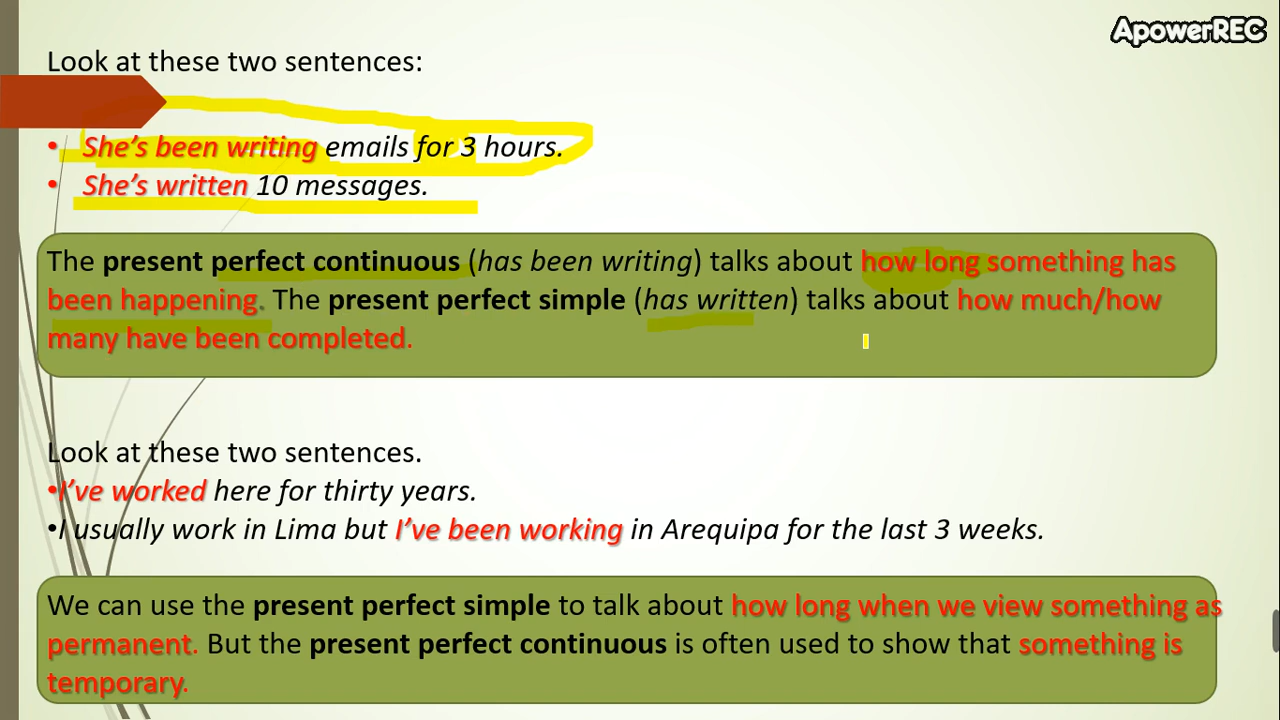 ApowerREC
Look at these two sentences:
• She's been writing emails for 3 hours.
• She's written 10 messages.
The present perfect continuous (has been writing) talks about how long something has
been happening. The present perfect simple (has written) talks about how much/how
many have been completed.
Look at these two sentences.
•I've worked here for thirty years.
•I usually work in Lima but I've been working in Arequipa for the last 3 weeks.
We can use the present perfect simple to talk about how long when we view something as
permanent. But the present perfect continuous is often used to show that something is
temporary.